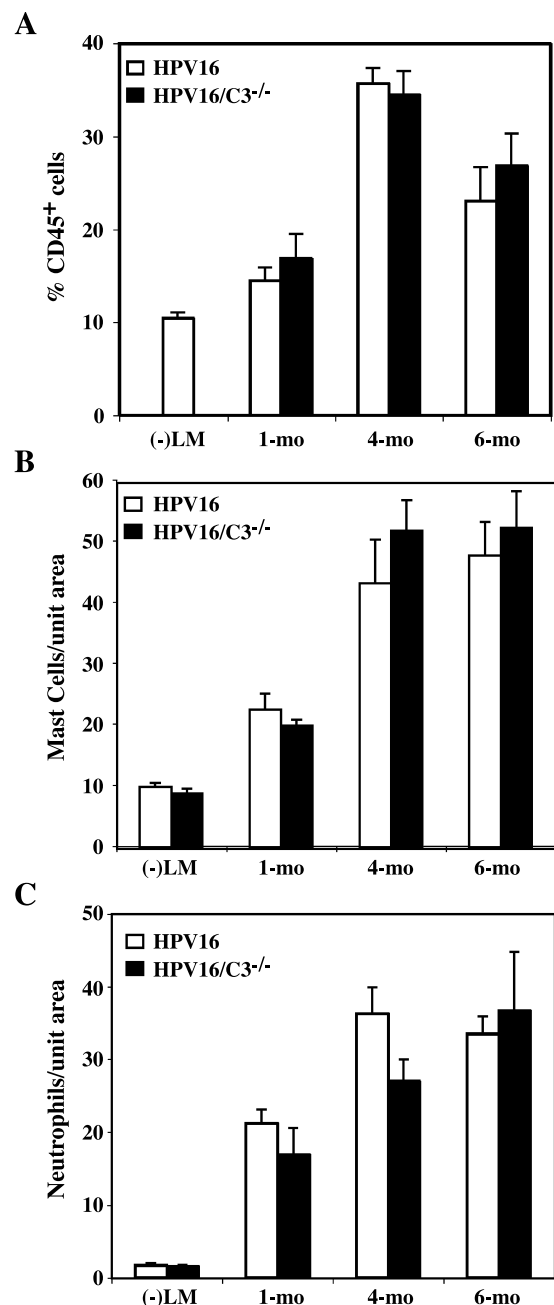 A
40
30
20
10
0
% CD45+ cells
HPV16
HPV16/C3-/-
(-)LM 1-mo 4-mo 6-mo
B
60
50
40
30
20
10
0
Mast Cells/unit area
HPV16
HPV16/C3-/-
(-)LM 1-mo 4-mo 6-mo
C
50
40
30
20
10
0
Neutrophils/unit area
HPV16
HPV16/C3-/-
(-)LM 1-mo 4-mo 6-mo